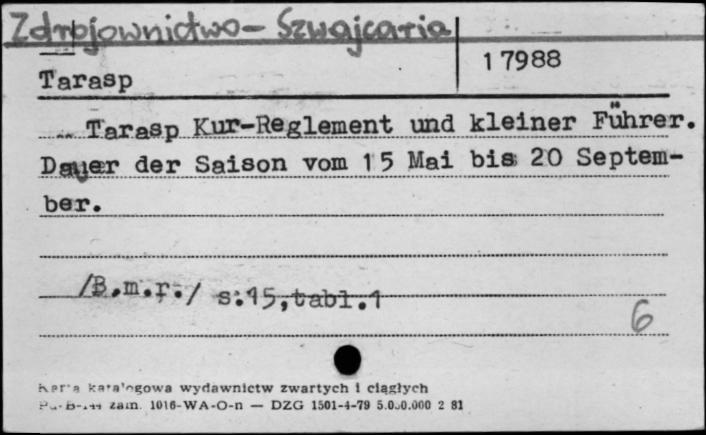 Zdrojownictwo - Szwajcaria
Tarasp
17988
Tarasp Kur-Reglement und kleiner Führer.
Dauer der Saison vom 15 Mai bis 20 Septem-
ber.
/B.m.r./ s.15,tabl.1
6
Karta katalogowa wydawnictw zwartych i ciągłych
zam. 1016-WA-O-n — DZG 1501-4-79 5.000.000 2 81